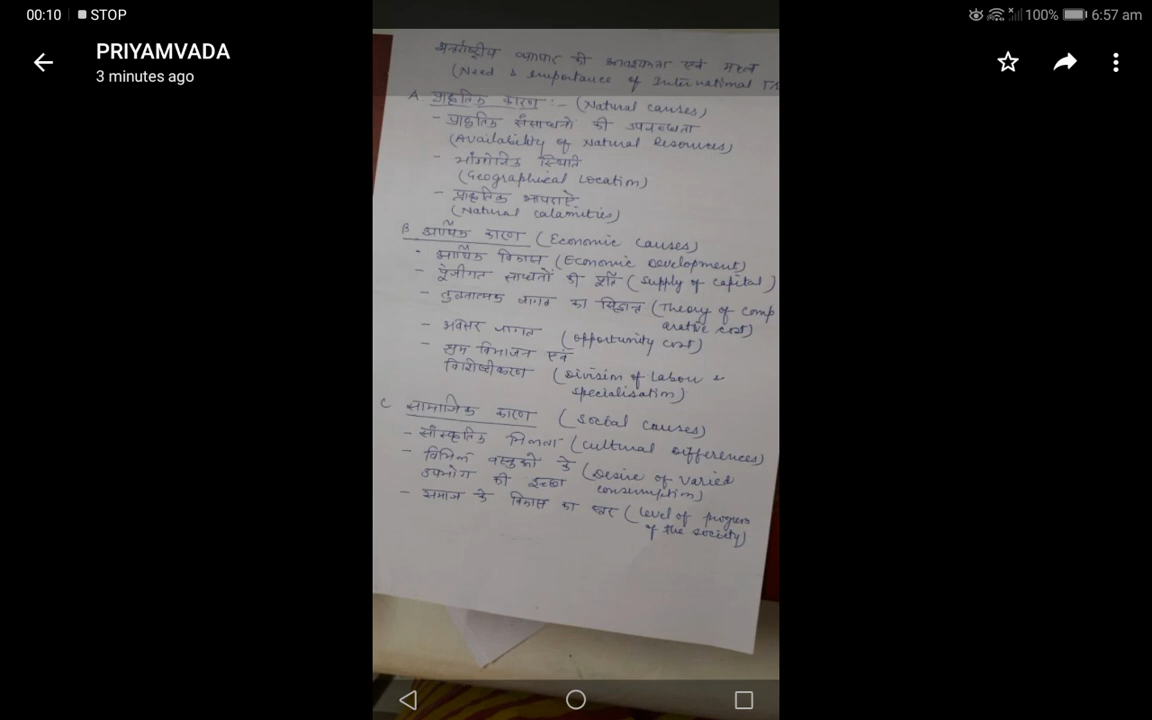 00:10 STOP
100% 6:57 am
PRIYAMVADA
3 minutes ago
अन्तर्राष्ट्रीय व्यापार की आवश्यकता एवं महत्व
(Need & importance of International
A प्राकृतिक कारण :- (Natural causes)
- प्राकृतिक संसाधनों की उपलब्धता
(Availability of Natural Resources)
- भौगोलिक स्थिति
(Geographical Location)
- प्राकृतिक आपदाएं
(Natural calamities)
B आर्थिक कारण (Economic causes)
- आर्थिक विकास (Economic Development)
- पूंजीगत साधनों की पूर्ति (Supply of capital)
- तुलनात्मक लागत का सिद्धान्त (Theory of comp
arative cost)
- अवसर लागत (opportunity cost)
- श्रम विभाजन एवं
विशिष्टीकरण (Division of Labour &
specialisation)
C सामाजिक कारण (Social causes)
- सांस्कृतिक भिन्नता (cultural differences)
- विभिन्न वस्तुओं के (Desire of varied
उपभोग की इच्छा consumption)
- समाज के विकास का स्तर (level of progress
of the society)